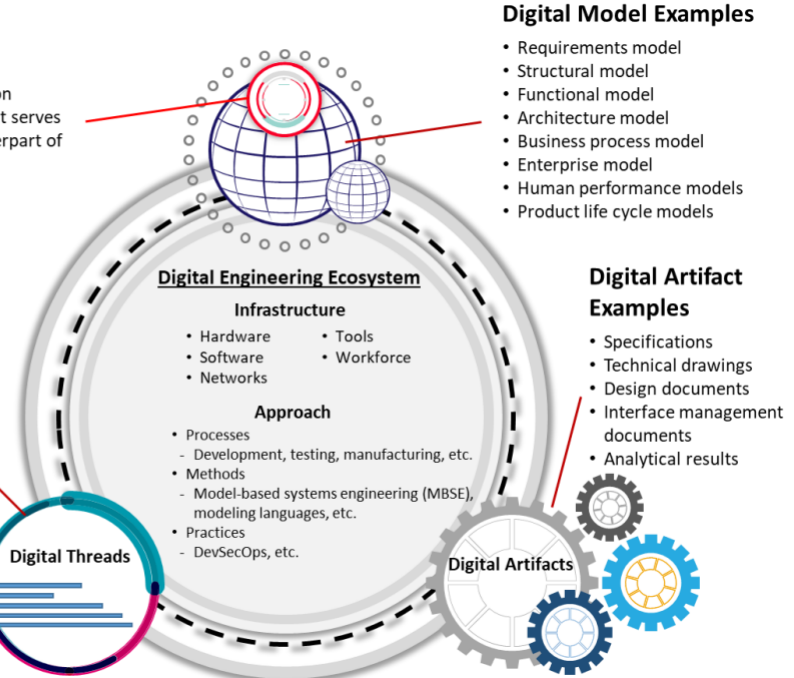 on
t serves
erpart of
Digital Model Examples
• Requirements model
• Structural model
• Functional model
• Architecture model
• Business process model
• Enterprise model
• Human performance models
• Product life cycle models
Digital Engineering Ecosystem
Infrastructure
• Hardware
• Software
• Networks
• Tools
• Workforce
Approach
• Processes
- Development, testing, manufacturing, etc.
• Methods
- Model-based systems engineering (MBSE),
modeling languages, etc.
• Practices
- DevSecOps, etc.
Digital Artifact
Examples
• Specifications
• Technical drawings
• Design documents
• Interface management
documents
• Analytical results
Digital Threads
Digital Artifacts